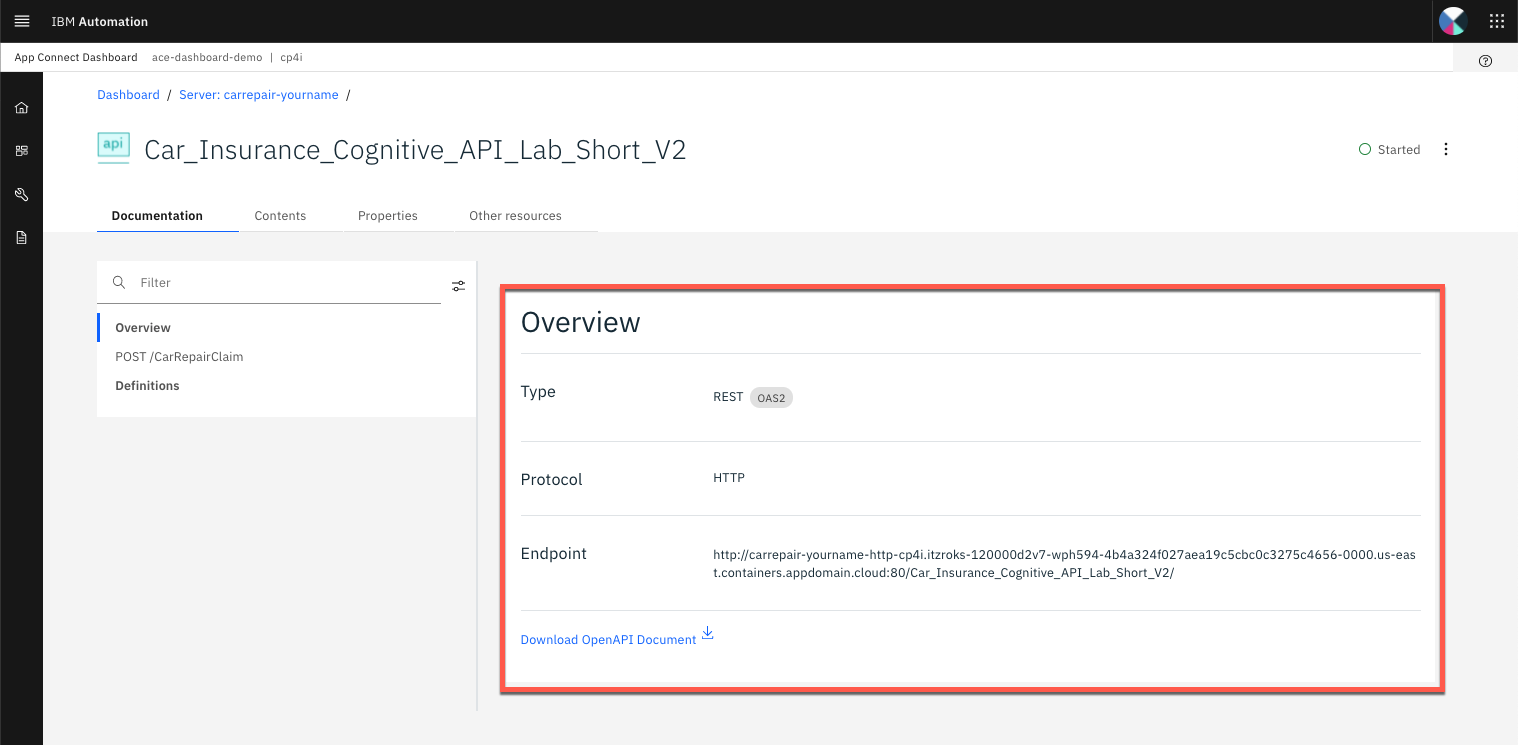 IBM Automation
App Connect Dashboard ace-dashboard-demo | cp4i
Dashboard / Server: carrepair-yourname /
api
Car_Insurance_Cognitive_API_Lab_Short_V2
Started
Documentation Contents Properties Other resources
Filter
Overview
POST /CarRepairClaim
Definitions
Overview
Type REST OAS2
Protocol HTTP
Endpoint http://carrepair-yourname-http-cp4i.itzroks-120000d2v7-wph594-4b4a324f027aea19c5cbc0c3275c4656-0000.us-eas
t.containers.appdomain.cloud:80/Car_Insurance_Cognitive_API_Lab_Short_V2/
Download OpenAPI Document